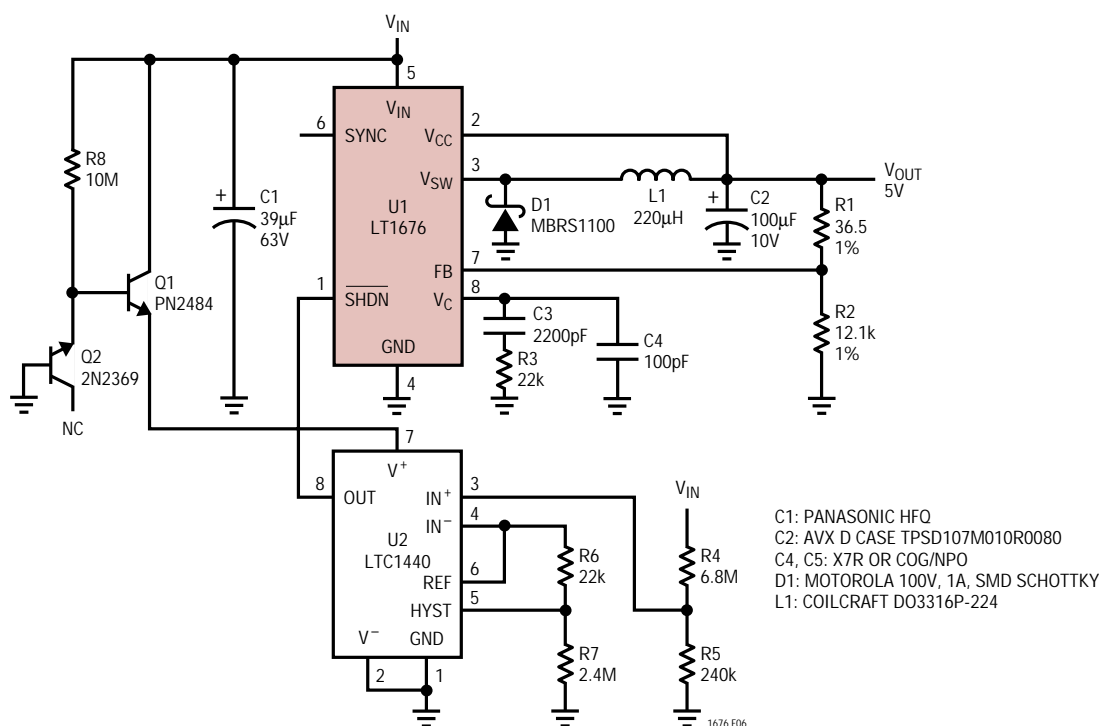 VIN
5
VIN
6
SYNC
VCC
2
VSW
3
U1
LT1676
FB
7
VC
8
1
SHDN
GND
4
R8
10M
+
C1
39µF
63V
Q1
PN2484
Q2
2N2369
NC
D1
MBRS1100
L1
220µH
+
C2
100µF
10V
VOUT
5V
R1
36.5
1%
R2
12.1k
1%
C3
2200pF
R3
22k
C4
100pF
7
V+
8
OUT
IN+
3
IN−
4
U2
LTC1440
REF
6
HYST
5
V−
GND
2
1
R6
22k
R7
2.4M
VIN
R4
6.8M
R5
240k
C1: PANASONIC HFQ
C2: AVX D CASE TPSD107M010R0080
C4, C5: X7R OR COG/NPO
D1: MOTOROLA 100V, 1A, SMD SCHOTTKY
L1: COILCRAFT DO3316P-224
1676 F06